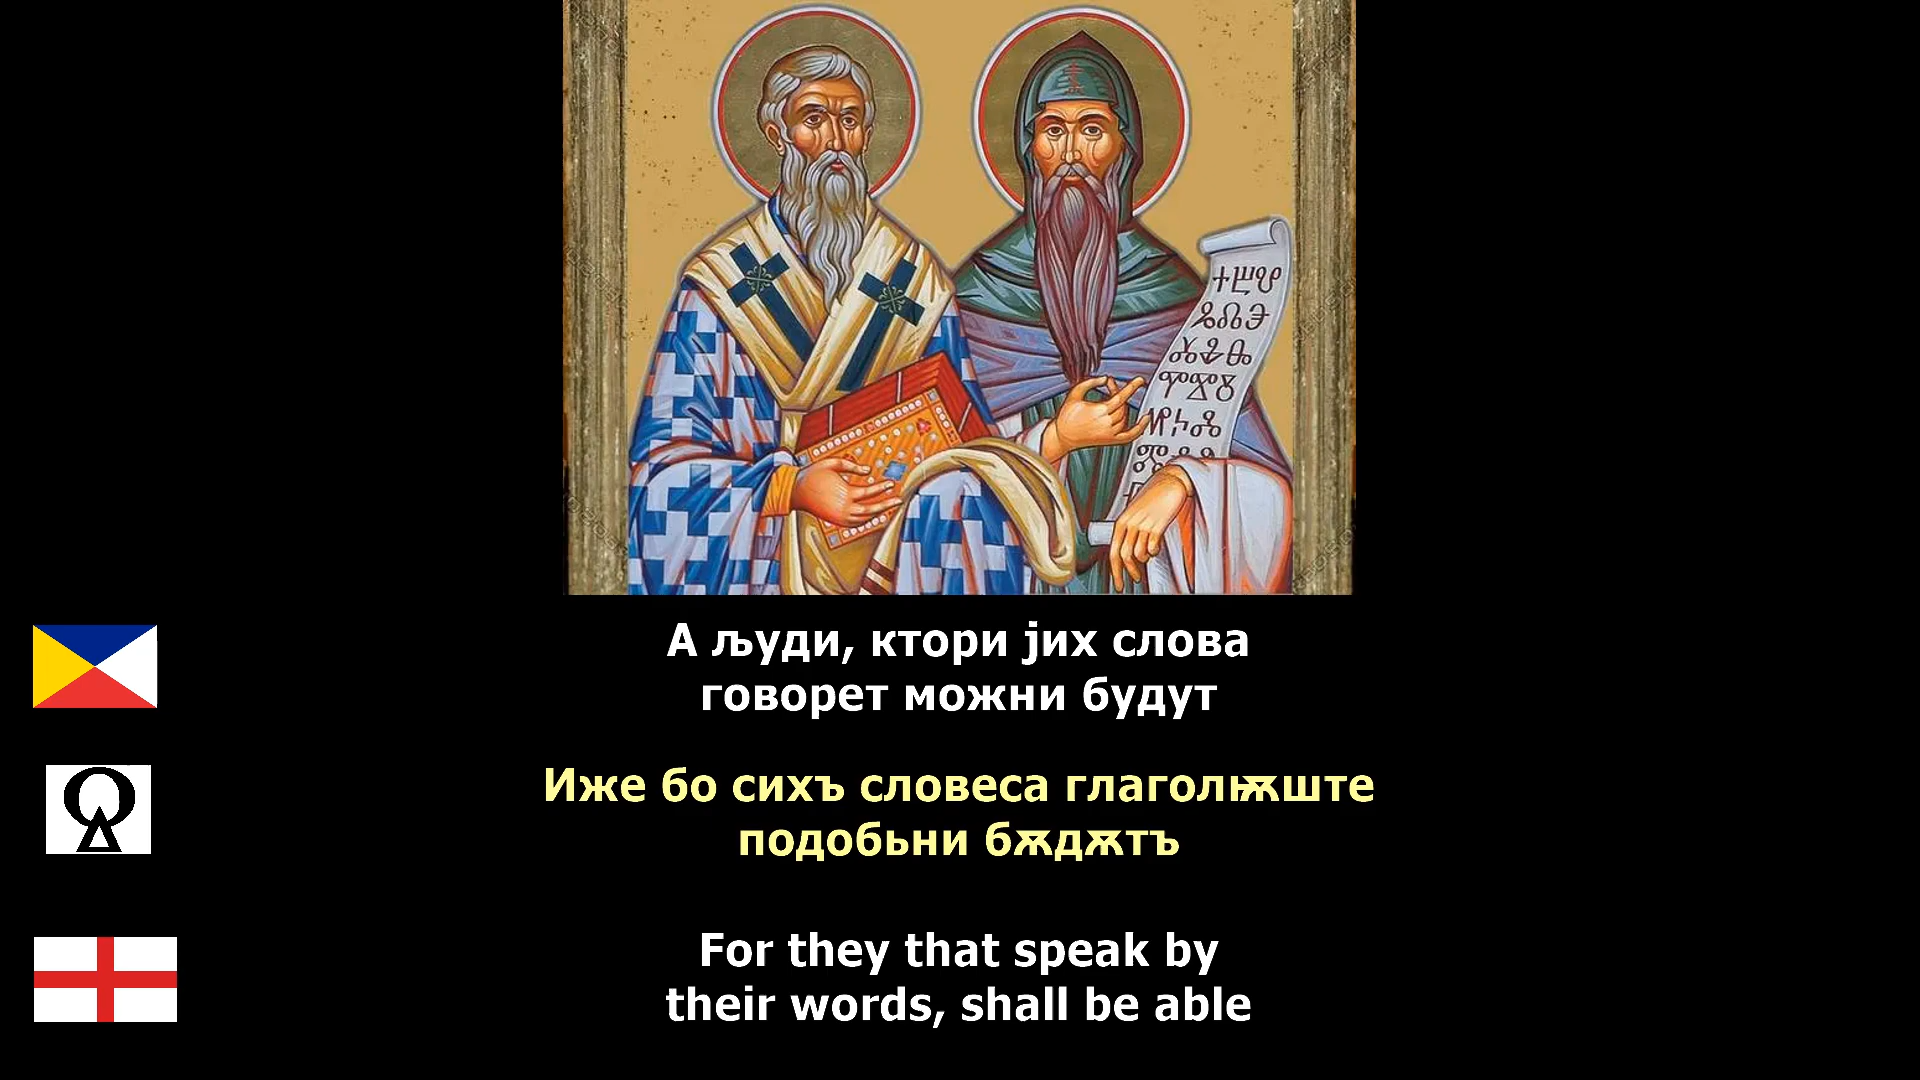 А људи, ктори јих слова
говорет можни будут
Иже бо сихъ словеса глаголѭште
подобьни бѫдѫтъ
For they that speak by
their words, shall be able